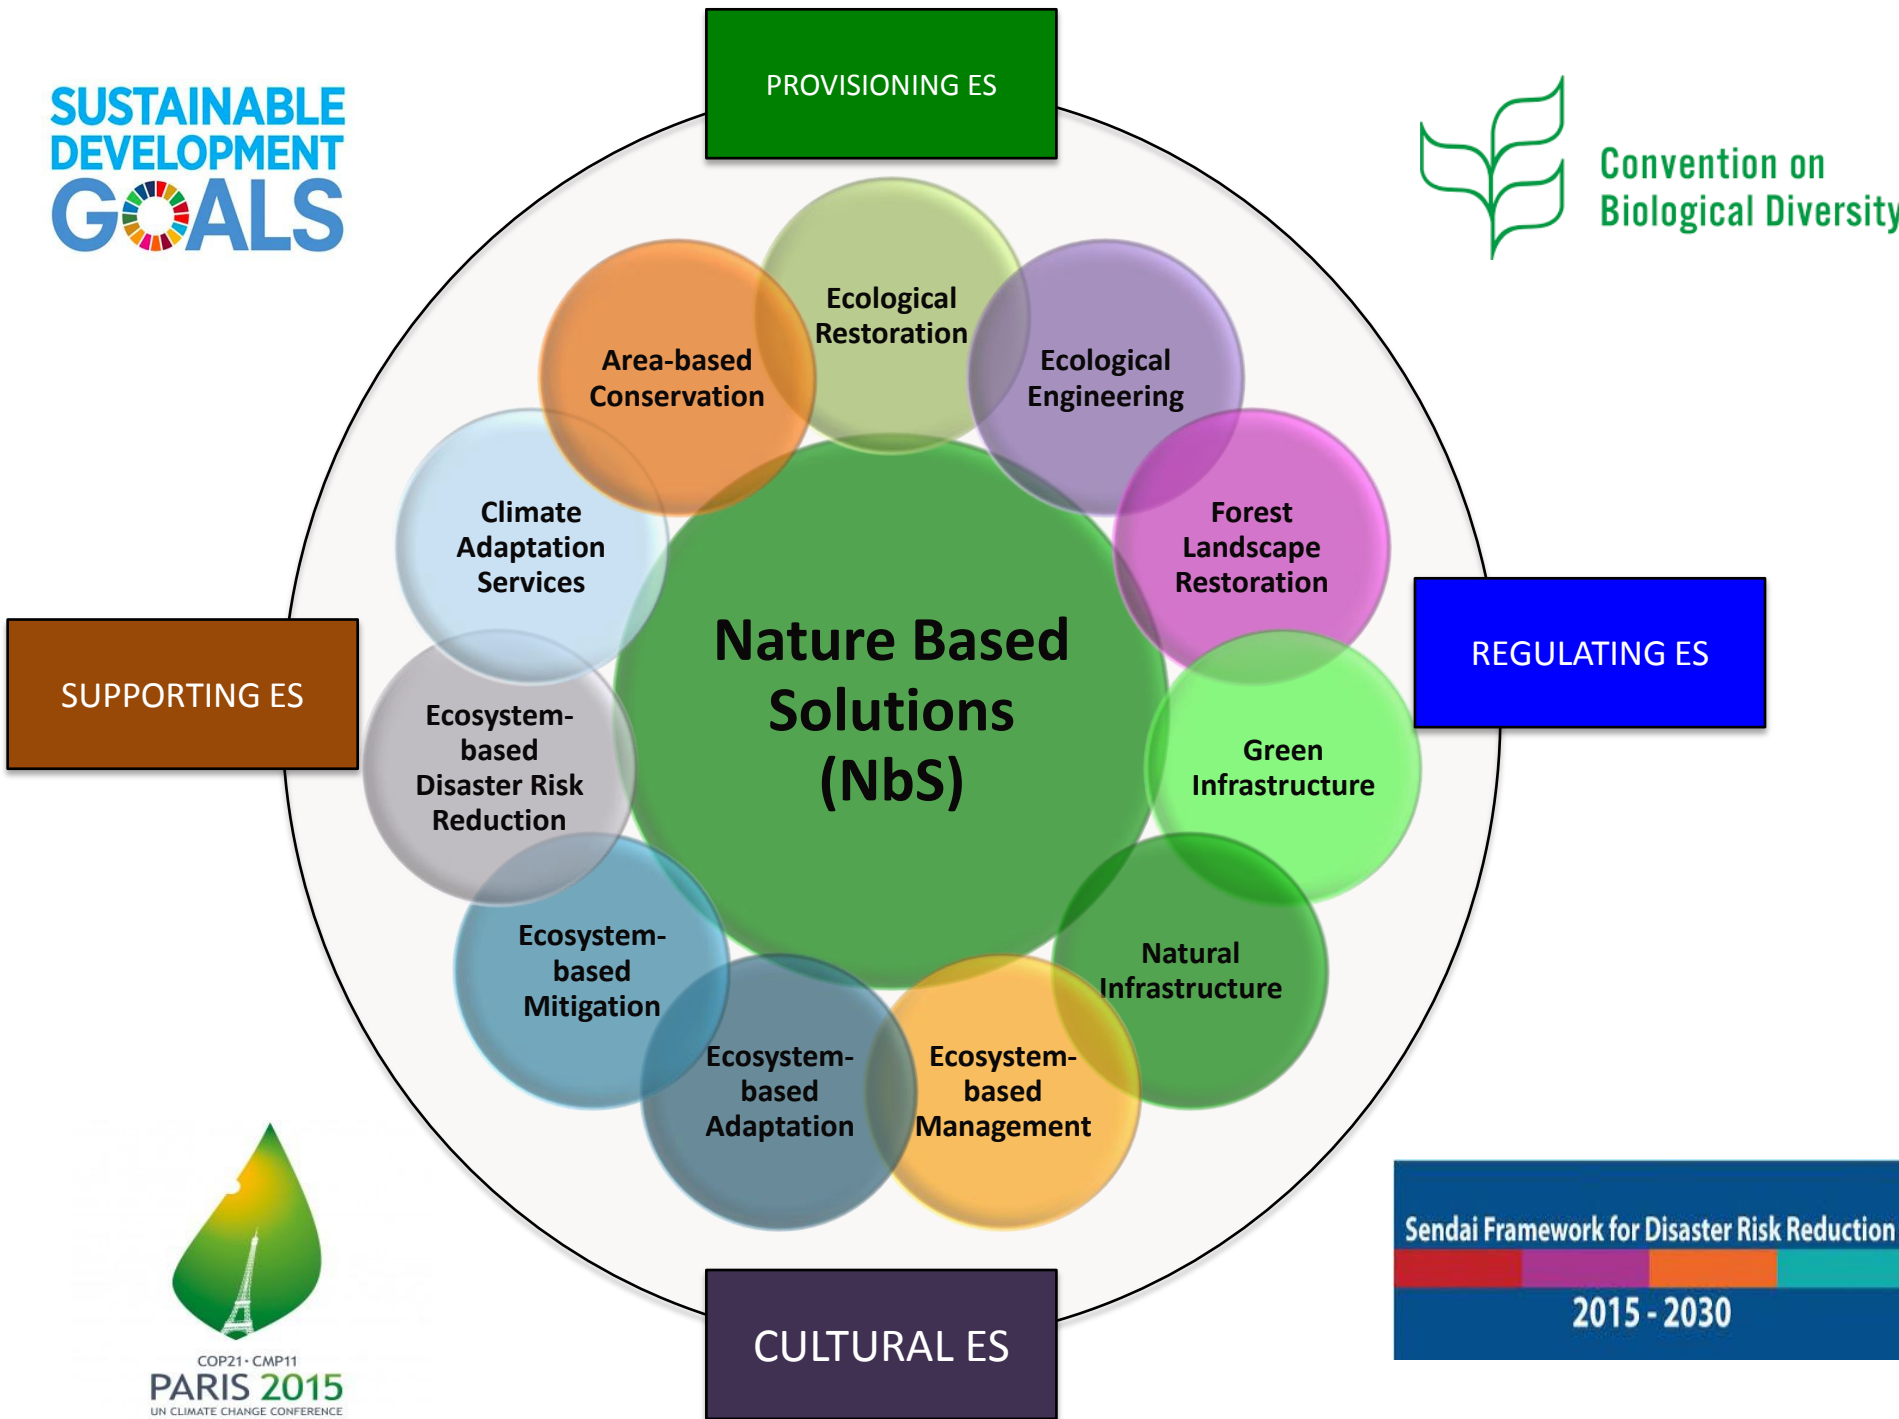 PROVISIONING ES
SUSTAINABLE
DEVELOPMENT
GOALS
Convention on
Biological Diversity
Ecological
Restoration
Area-based
Conservation
Ecological
Engineering
Climate
Adaptation
Services
Forest
Landscape
Restoration
Nature Based
Solutions
(NbS)
SUPPORTING ES
REGULATING ES
Ecosystem-
based
Disaster Risk
Reduction
Green
Infrastructure
Ecosystem-
based
Mitigation
Natural
Infrastructure
Ecosystem-
based
Adaptation
Ecosystem-
based
Management
COP21 · CMP11
PARIS 2015
UN CLIMATE CHANGE CONFERENCE
CULTURAL ES
Sendai Framework for Disaster Risk Reduction
2015 - 2030